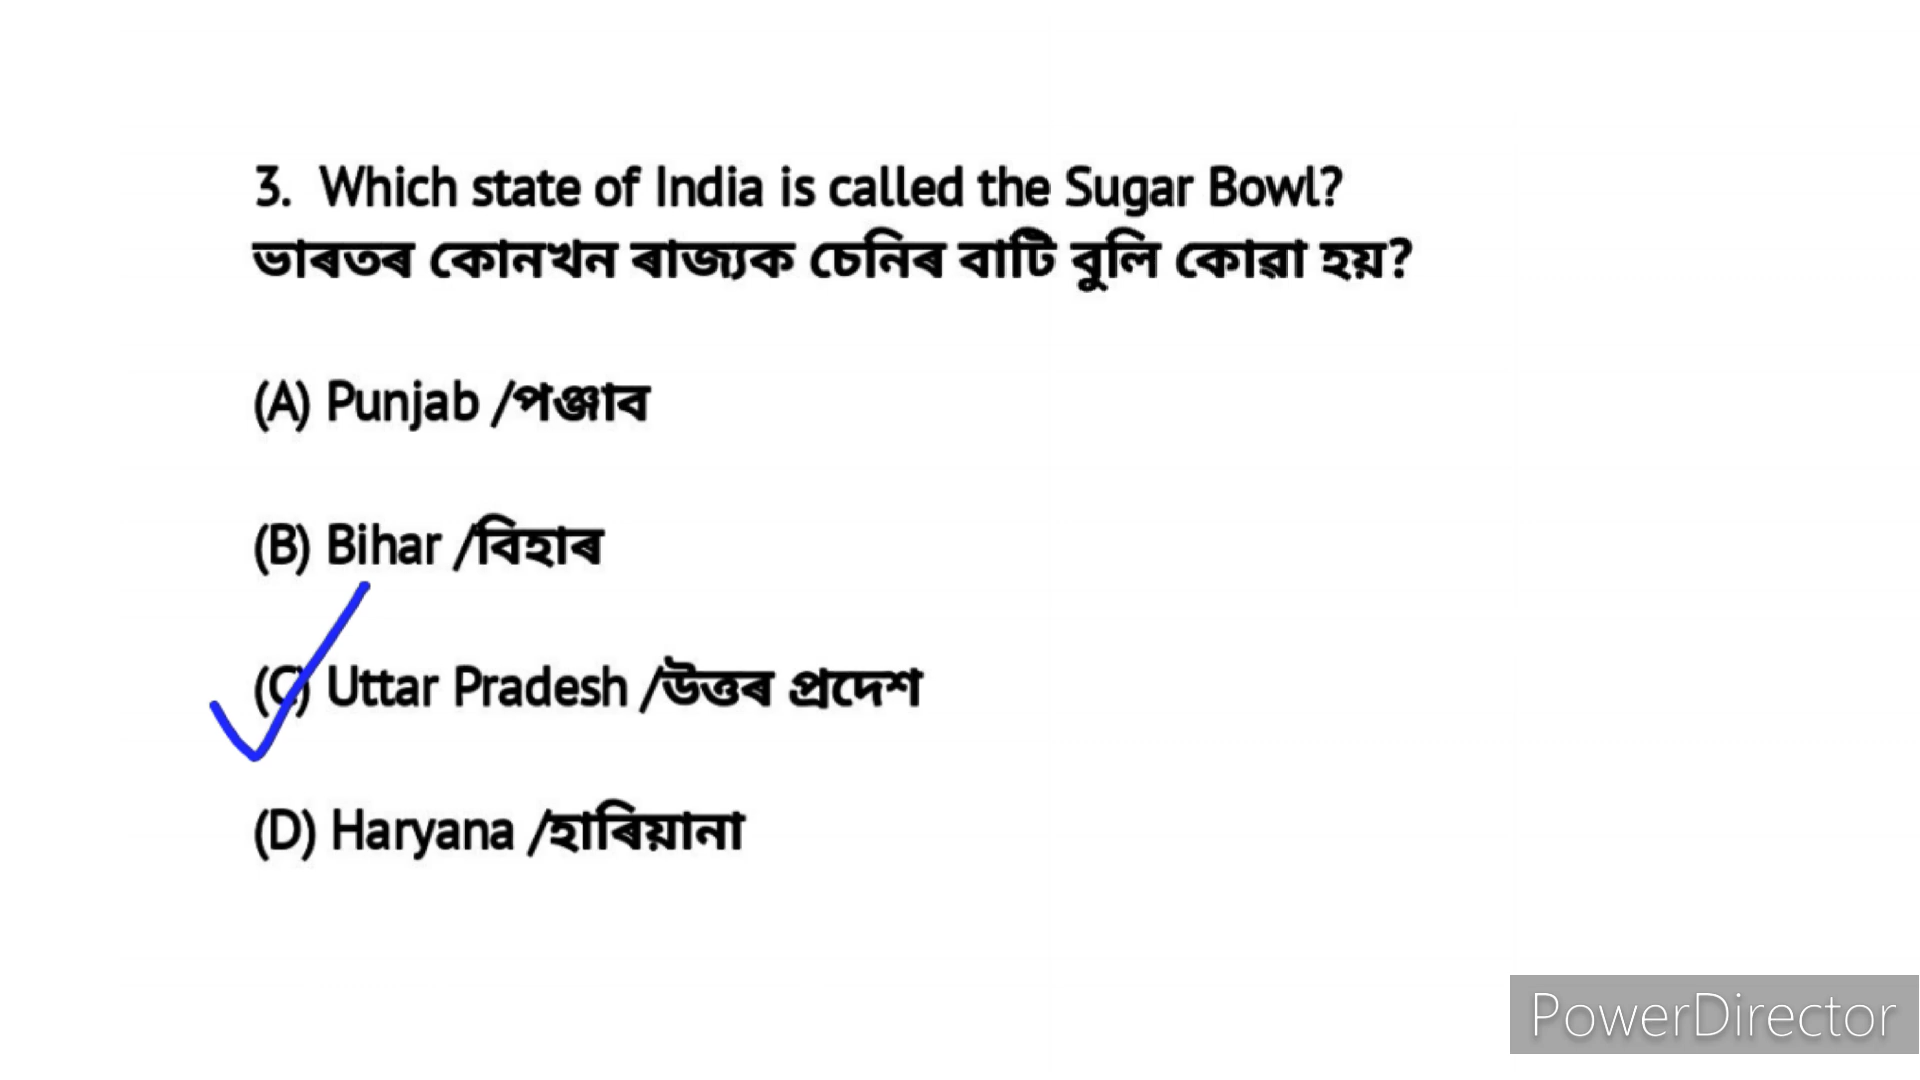 3. Which state of India is called the Sugar Bowl?
ভাৰতৰ কোনখন ৰাজ্যক চেনিৰ বাটি বুলি কোৱা হয়?
(A) Punjab /পঞ্জাব
(B) Bihar /বিহাৰ
(C) Uttar Pradesh /উত্তৰ প্ৰদেশ
(D) Haryana /হাৰিয়ানা
PowerDirector